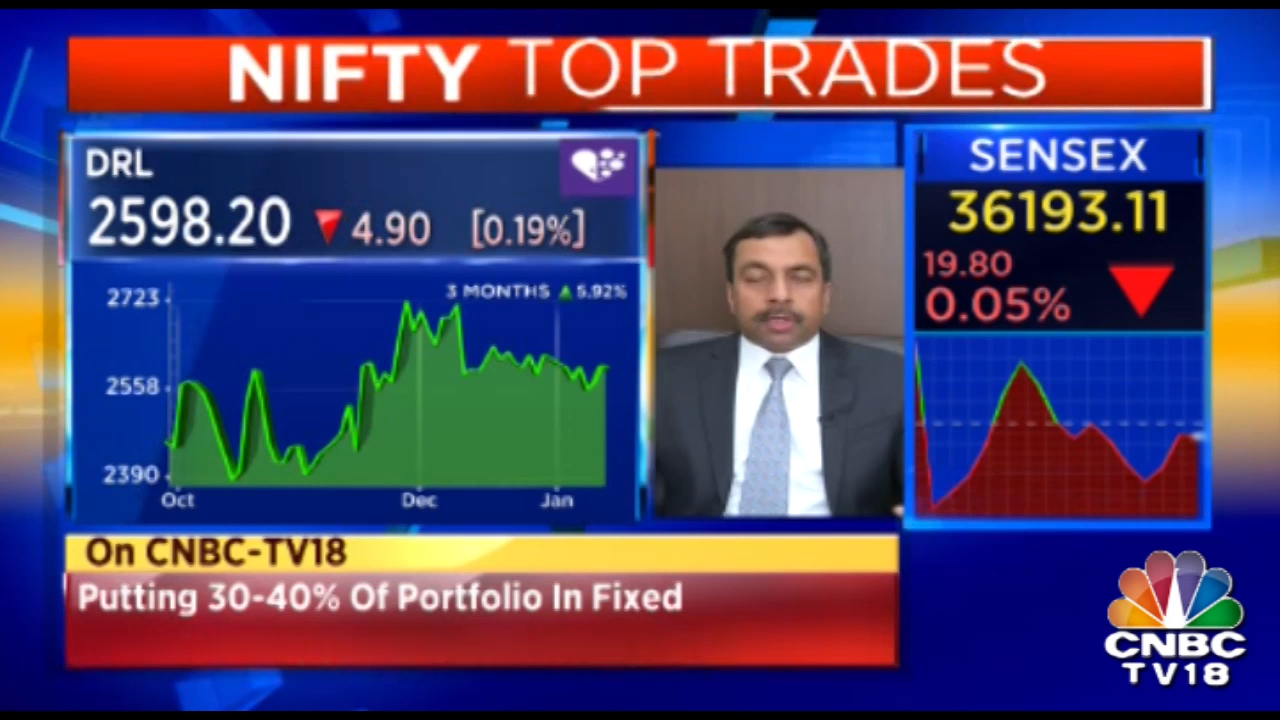 NIFTY TOP TRADES
DRL
2598.20 ▼ 4.90 [0.19%]
3 MONTHS ▲ 5.92%
2723
2558
2390
Oct Dec Jan
SENSEX
36193.11
19.80
0.05%
On CNBC-TV18
Putting 30-40% Of Portfolio In Fixed
CNBC
TV18